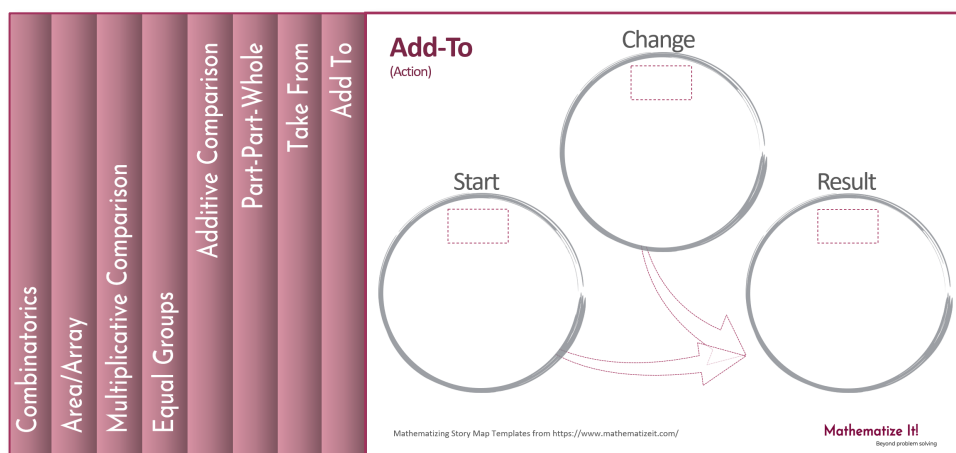 Combinatorics
Area/Array
Multiplicative Comparison
Equal Groups
Additive Comparison
Part-Part-Whole
Take From
Add To
Add-To
(Action)
Change
Start
Result
Mathematizing Story Map Templates from https://www.mathematizeit.com/
Mathematize It!
Beyond problem solving